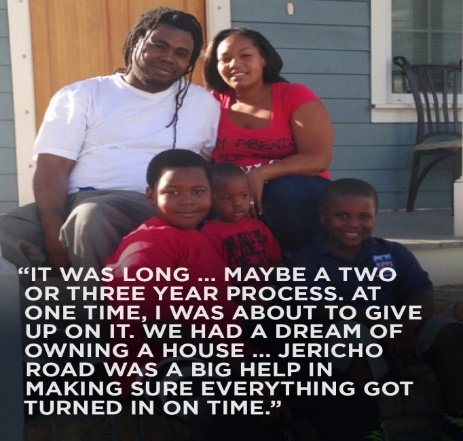 “IT WAS LONG ... MAYBE A TWO
OR THREE YEAR PROCESS. AT
ONE TIME, I WAS ABOUT TO GIVE
UP ON IT. WE HAD A DREAM OF
OWNING A HOUSE ... JERICHO
ROAD WAS A BIG HELP IN
MAKING SURE EVERYTHING GOT
TURNED IN ON TIME.”